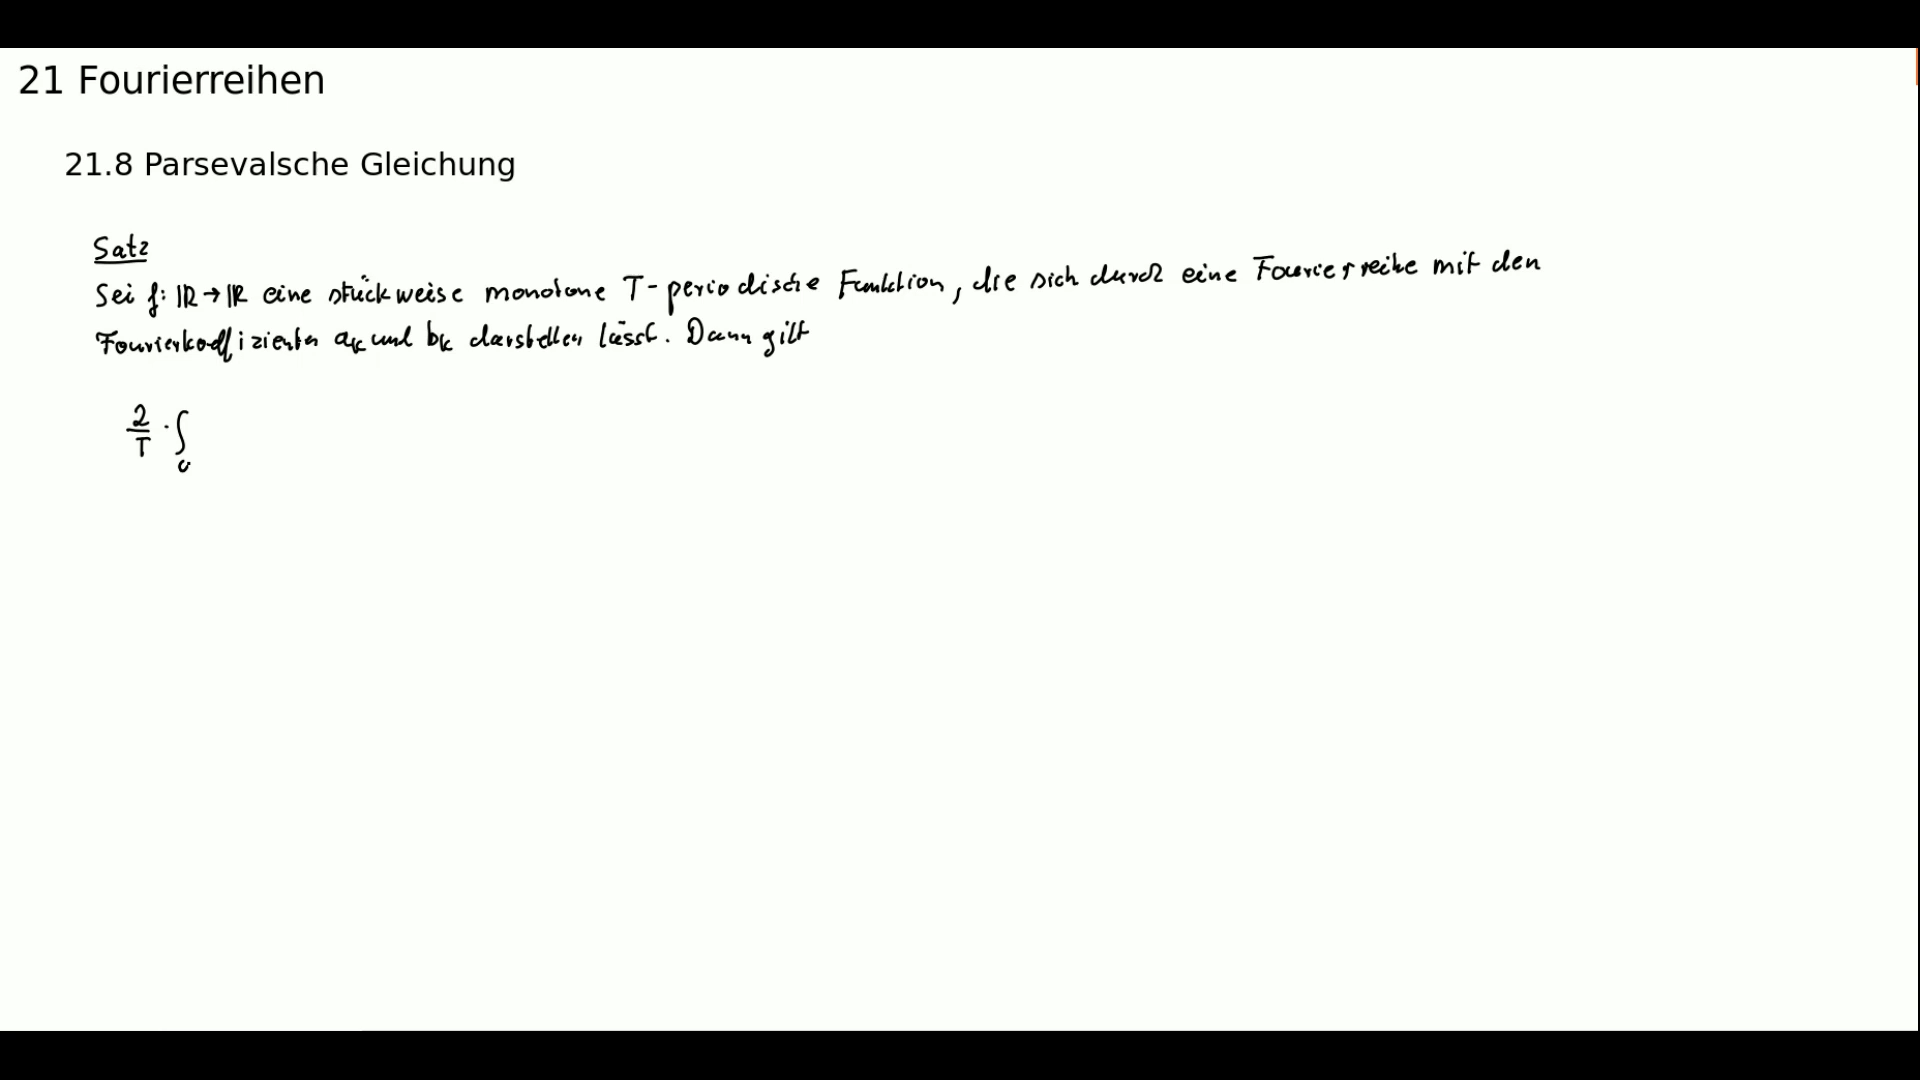 21 Fourierreihen
21.8 Parsevalsche Gleichung
Satz
Sei f: ℝ → ℝ eine stückweise monotone T-periodische Funktion, die sich durch eine Fourierreihe mit den
Fourierkoeffizienten a_k und b_k darstellen lässt. Dann gilt
2/T · ∫_0